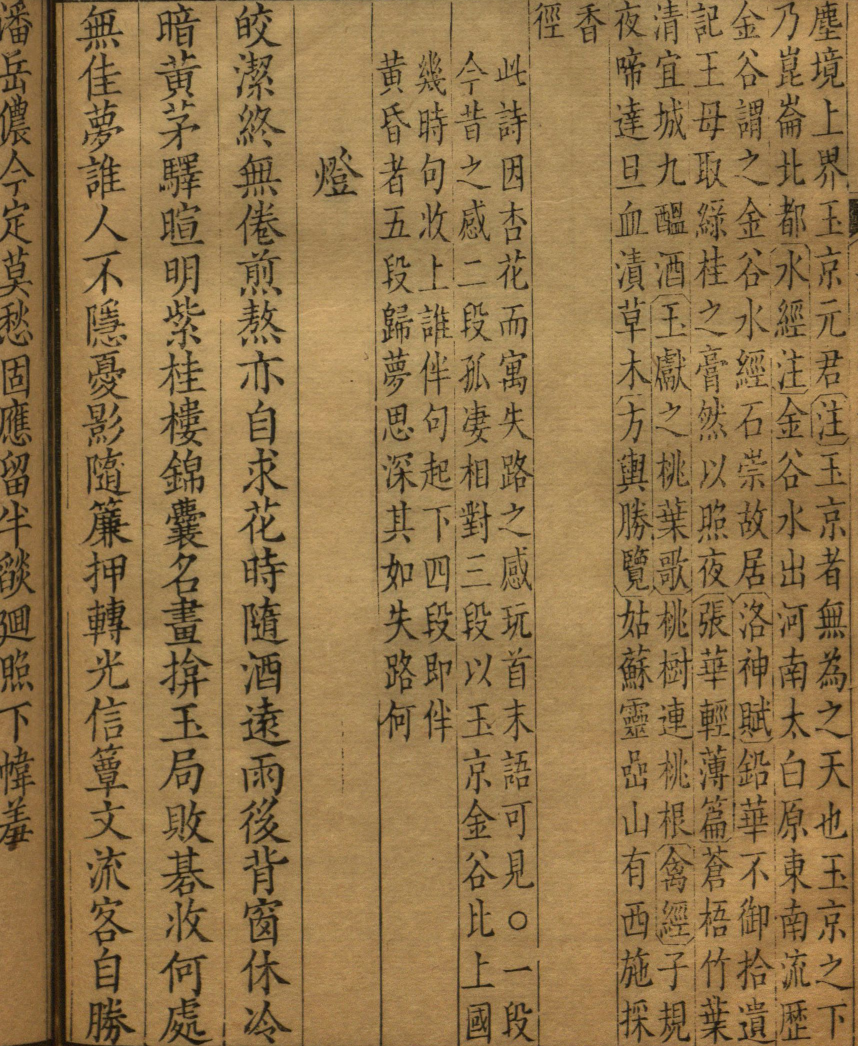 塵境上界玉京元君注玉京者無為之天也玉京之下
乃崑崙北都水經注金谷水出河南太白原東南流歷
金谷謂之金谷水經石崇故居洛神賦鉛華不御拾遺
記王母取綠桂之膏然以照夜張華輕薄篇蒼梧竹葉
清宜城九醞酒王獻之桃葉歌桃樹連桃根禽經子規
夜啼達旦血漬草木方輿勝覽姑蘇靈嵒山有西施採
香
徑
此詩因杏花而寓失路之感玩首末語可見○一段
今昔之感二段孤凄相對三段以玉京金谷比上國
幾時句收上誰伴句起下四段即伴
黄昏者五段歸夢思深其如失路何
燈
皎潔終無倦煎熬亦自求花時隨酒遠雨後背窗休冷
暗黄茅驛暄明紫桂樓錦囊名畫揜玉局敗碁收何處
無佳夢誰人不隱憂影隨簾押轉光信簟文流客自勝
潘岳儂今定莫愁固應留半燄廻照下幃羞